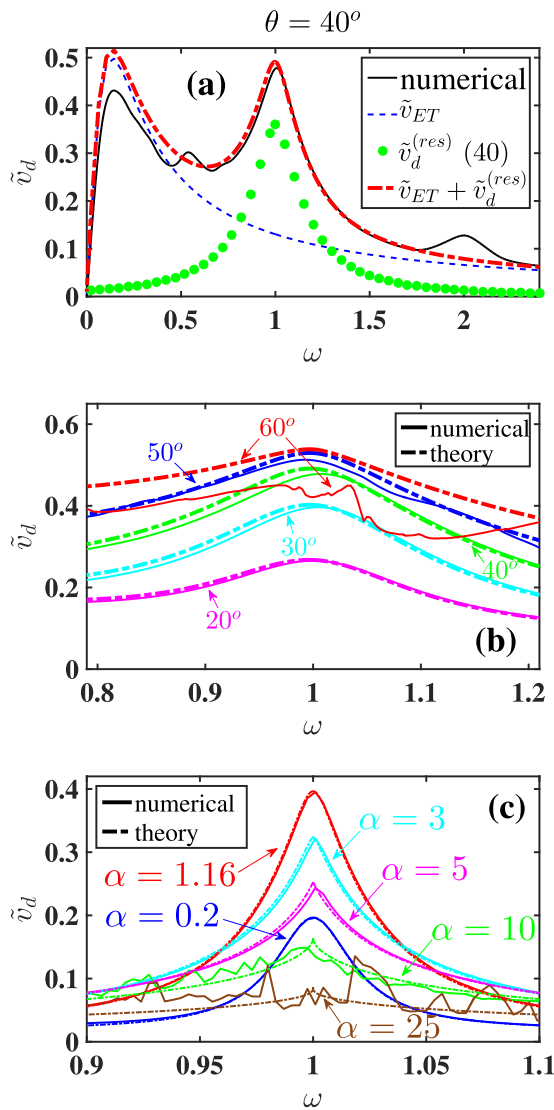 θ = 40°
(a)
numerical
ṽ_ET
ṽ_d^(res) (40)
ṽ_ET + ṽ_d^(res)
ṽ_d
0.5
0.4
0.3
0.2
0.1
0
0 0.5 1 1.5 2
ω
numerical
theory
50°
60°
30°
40°
20°
(b)
ṽ_d
0.6
0.4
0.2
0
0.8 0.9 1 1.1 1.2
ω
numerical
theory
(c)
α = 3
α = 1.16
α = 5
α = 0.2
α = 10
α = 25
ṽ_d
0.4
0.3
0.2
0.1
0
0.9 0.95 1 1.05 1.1
ω